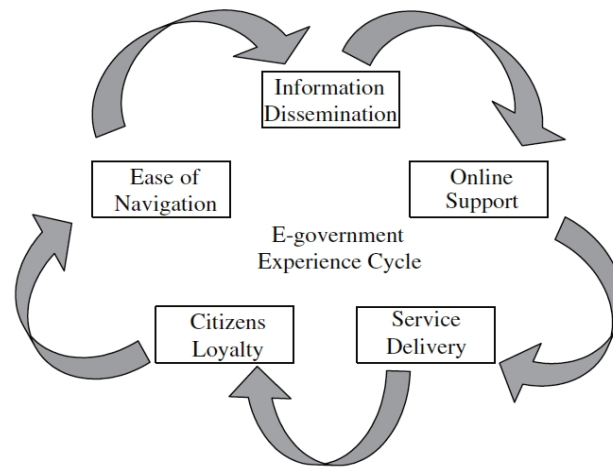 Information
Dissemination
Ease of
Navigation
Online
Support
E-government
Experience Cycle
Citizens
Loyalty
Service
Delivery